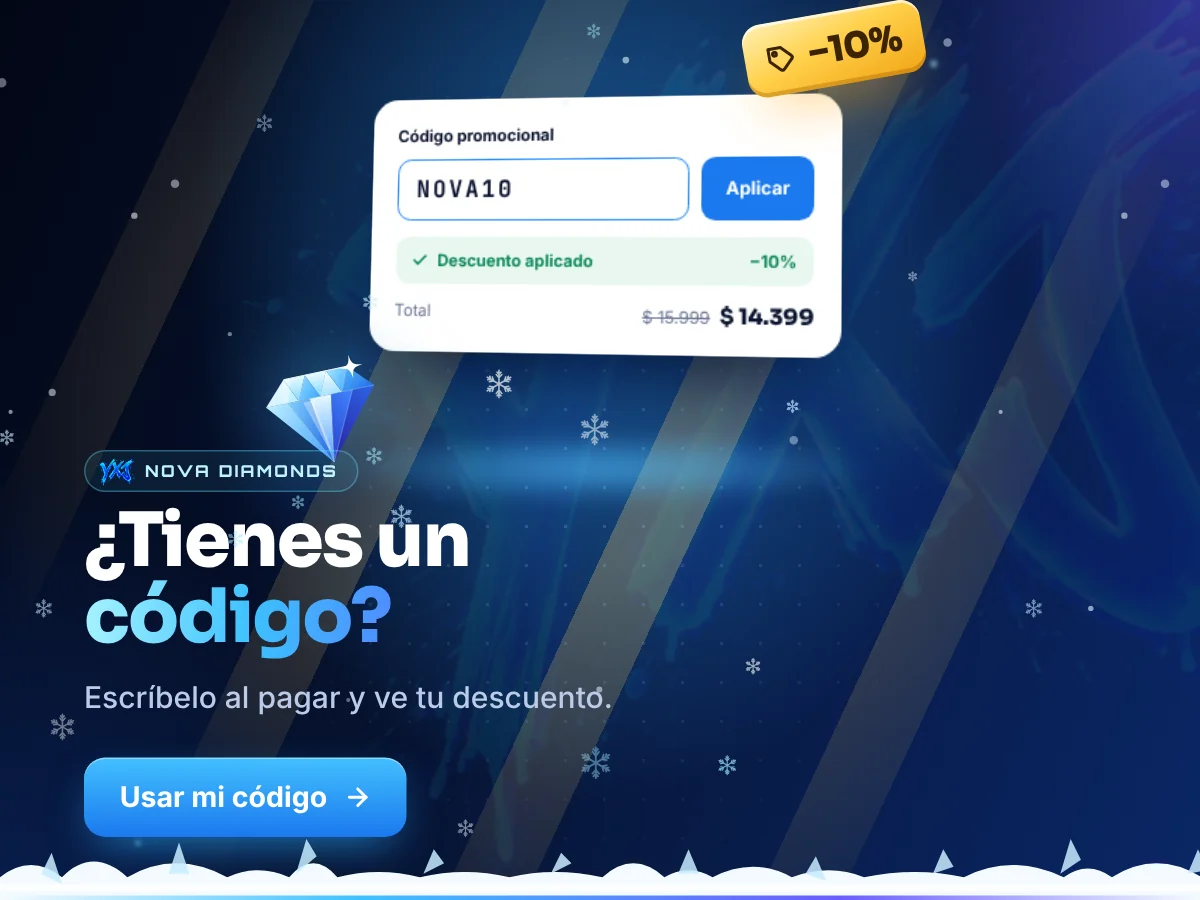 −10%
Código promocional
NOVA10
Aplicar
Descuento aplicado −10%
Total $ 15.999 $ 14.399
NOVA DIAMONDS
¿Tienes un
código?
Escríbelo al pagar y ve tu descuento.
Usar mi código →